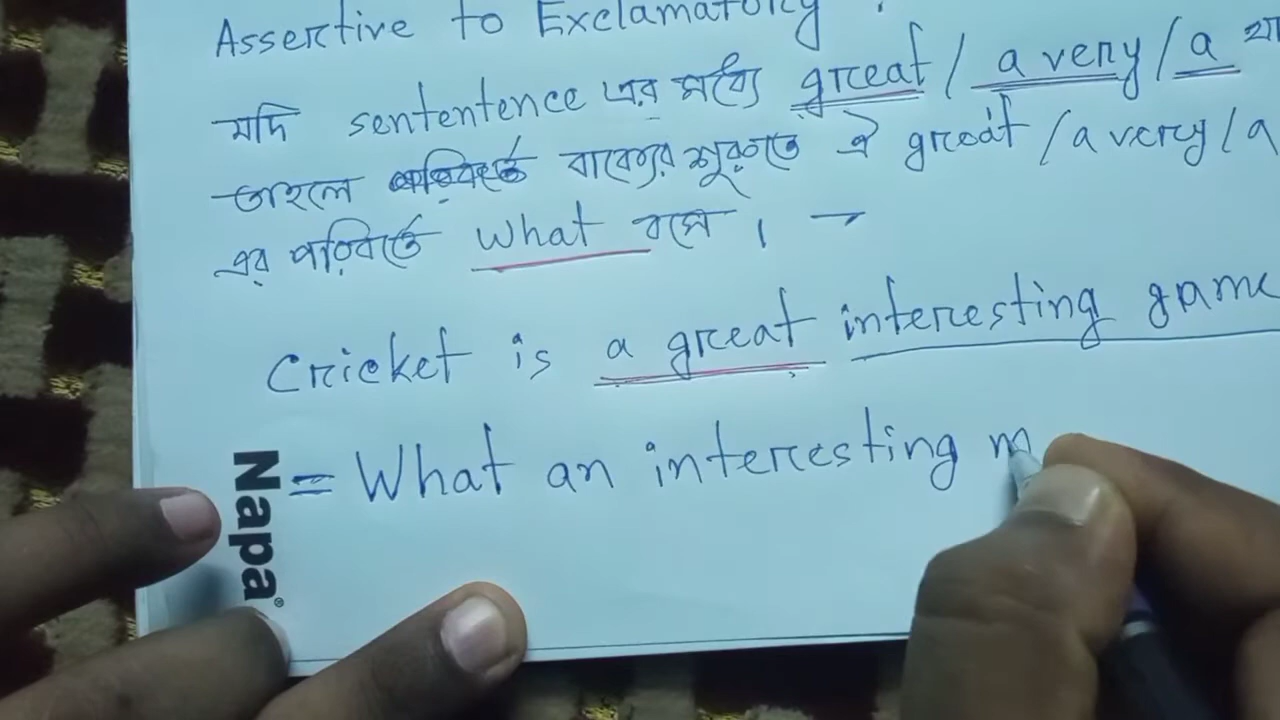 Assertive to Exclamatory :
যদি sententence এর মধ্যে great / a very / a থা
তাহলে বাক্যের শুরুতে ঐ great / a very / a
এর পরিবর্তে What বসে । →
Cricket is a great interesting game
= What an interesting m
Napa®